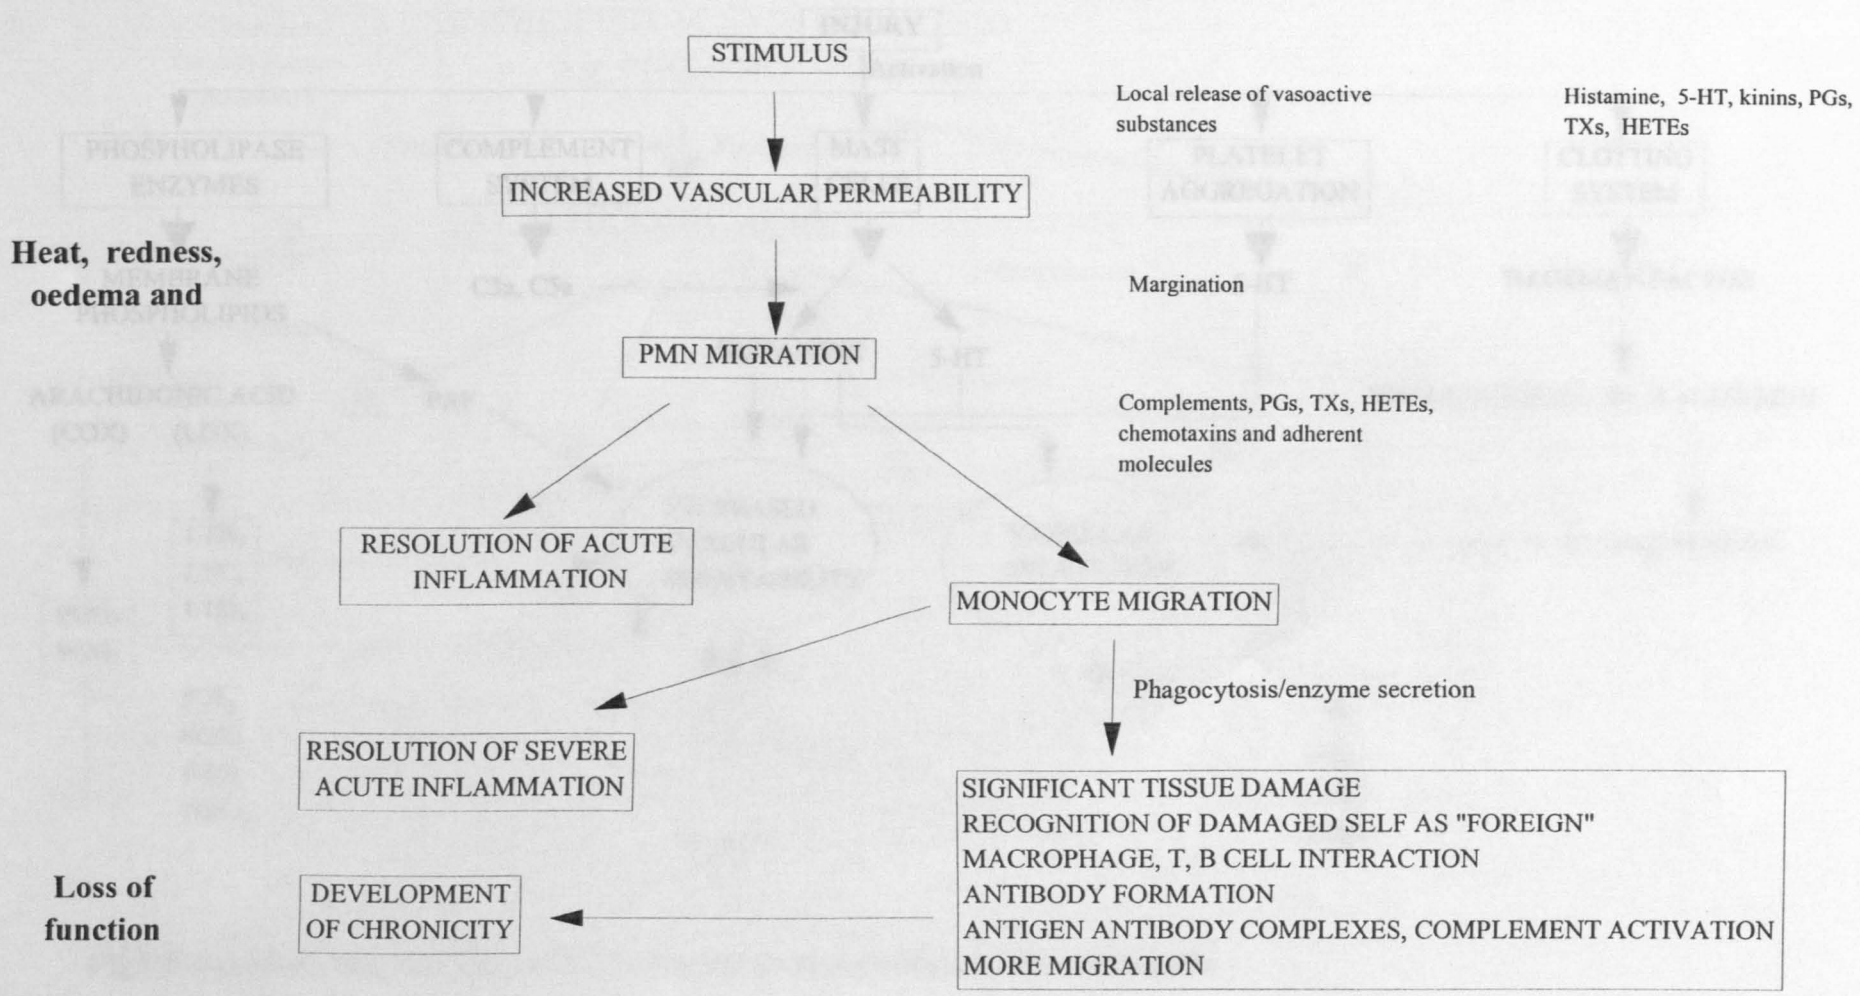 STIMULUS
Local release of vasoactive
substances
Histamine, 5-HT, kinins, PGs,
TXs, HETEs
INCREASED VASCULAR PERMEABILITY
Heat, redness,
oedema and
Margination
PMN MIGRATION
Complements, PGs, TXs, HETEs,
chemotaxins and adherent
molecules
RESOLUTION OF ACUTE
INFLAMMATION
MONOCYTE MIGRATION
Phagocytosis/enzyme secretion
RESOLUTION OF SEVERE
ACUTE INFLAMMATION
SIGNIFICANT TISSUE DAMAGE
RECOGNITION OF DAMAGED SELF AS "FOREIGN"
MACROPHAGE, T, B CELL INTERACTION
ANTIBODY FORMATION
ANTIGEN ANTIBODY COMPLEXES, COMPLEMENT ACTIVATION
MORE MIGRATION
Loss of
function
DEVELOPMENT
OF CHRONICITY